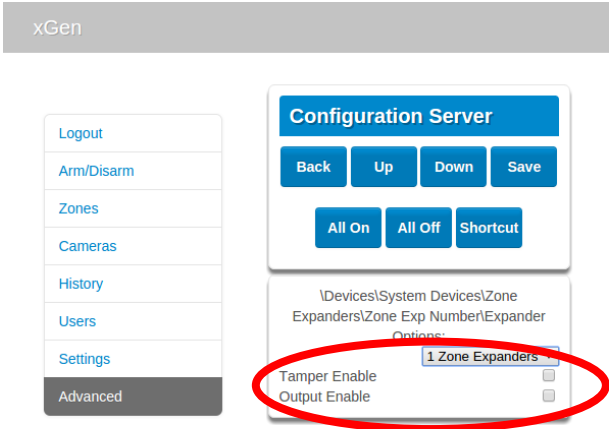 xGen
Logout
Arm/Disarm
Zones
Cameras
History
Users
Settings
Advanced
Configuration Server
Back Up Down Save
All On All Off Shortcut
\Devices\System Devices\Zone
Expanders\Zone Exp Number\Expander
Options:
1 Zone Expanders
Tamper Enable
Output Enable